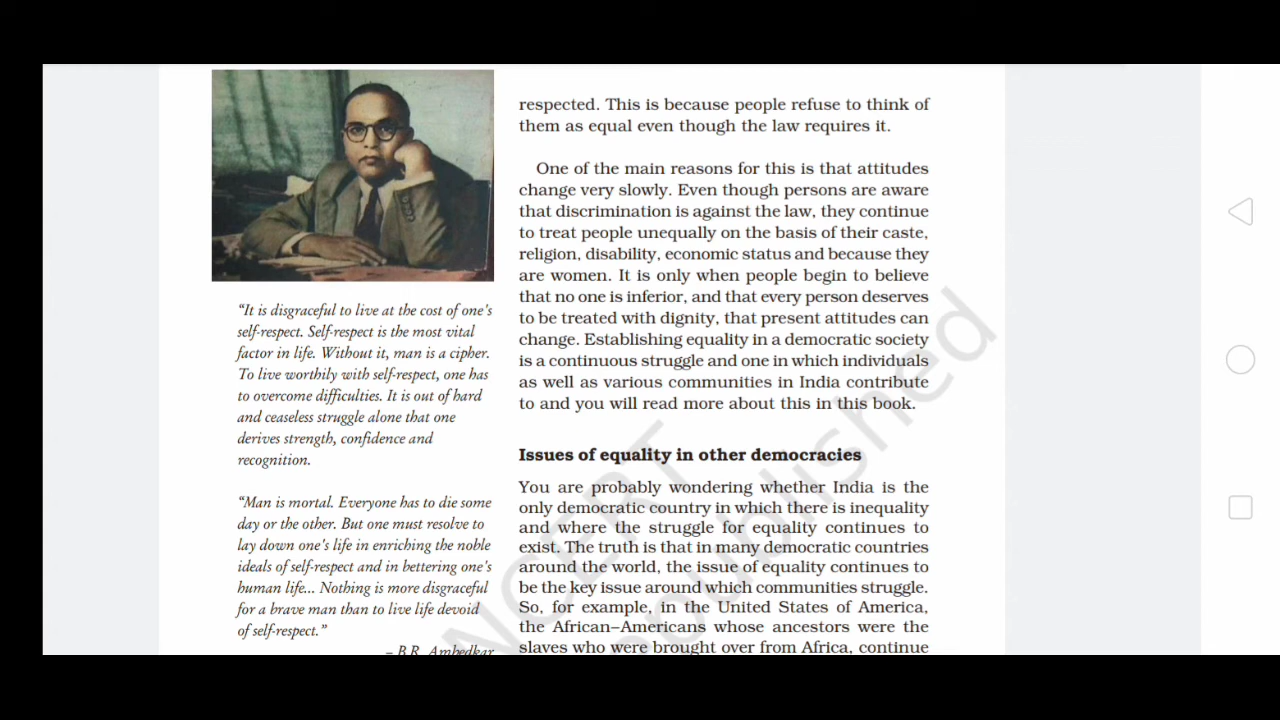 “It is disgraceful to live at the cost of one's
self-respect. Self-respect is the most vital
factor in life. Without it, man is a cipher.
To live worthily with self-respect, one has
to overcome difficulties. It is out of hard
and ceaseless struggle alone that one
derives strength, confidence and
recognition.
“Man is mortal. Everyone has to die some
day or the other. But one must resolve to
lay down one's life in enriching the noble
ideals of self-respect and in bettering one's
human life... Nothing is more disgraceful
for a brave man than to live life devoid
of self-respect.”
– B.R. Ambedkar
respected. This is because people refuse to think of
them as equal even though the law requires it.
One of the main reasons for this is that attitudes
change very slowly. Even though persons are aware
that discrimination is against the law, they continue
to treat people unequally on the basis of their caste,
religion, disability, economic status and because they
are women. It is only when people begin to believe
that no one is inferior, and that every person deserves
to be treated with dignity, that present attitudes can
change. Establishing equality in a democratic society
is a continuous struggle and one in which individuals
as well as various communities in India contribute
to and you will read more about this in this book.
Issues of equality in other democracies
You are probably wondering whether India is the
only democratic country in which there is inequality
and where the struggle for equality continues to
exist. The truth is that in many democratic countries
around the world, the issue of equality continues to
be the key issue around which communities struggle.
So, for example, in the United States of America,
the African–Americans whose ancestors were the
slaves who were brought over from Africa, continue
NCERT
republished